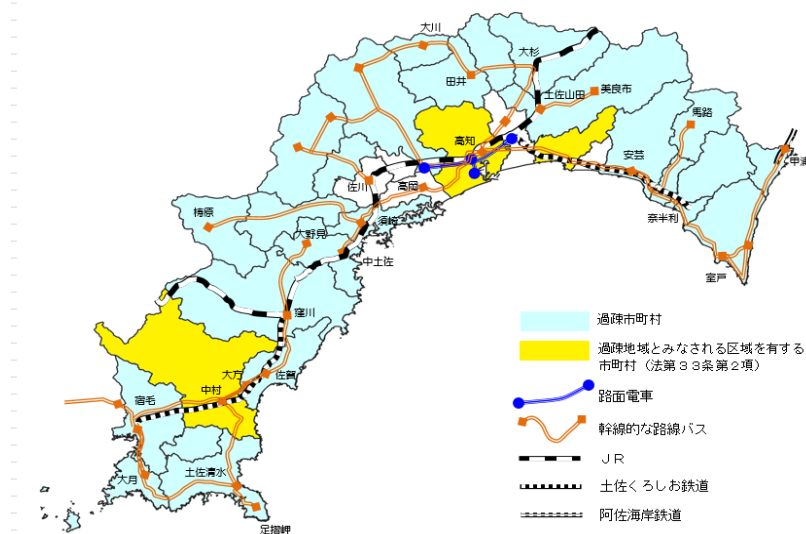 大川
大杉
田井
土佐山田
美良布
馬路
高知
安芸
甲浦
佐川
高岡
梼原
須崎
奈半利
大野見
中土佐
室戸
窪川
過疎市町村
過疎地域とみなされる区域を有する
市町村（法第３３条第２項）
大方
佐賀
路面電車
宿毛
中村
幹線的な路線バス
ＪＲ
大月
土佐清水
土佐くろしお鉄道
阿佐海岸鉄道
足摺岬